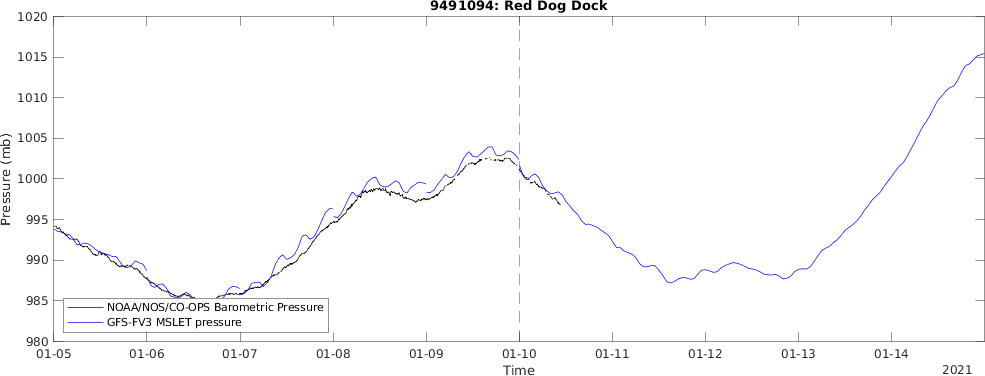 9491094: Red Dog Dock
1020
1015
1010
1005
1000
995
990
985
980
Pressure (mb)
NOAA/NOS/CO-OPS Barometric Pressure
GFS-FV3 MSLET pressure
01-05 01-06 01-07 01-08 01-09 01-10 01-11 01-12 01-13 01-14
Time
2021